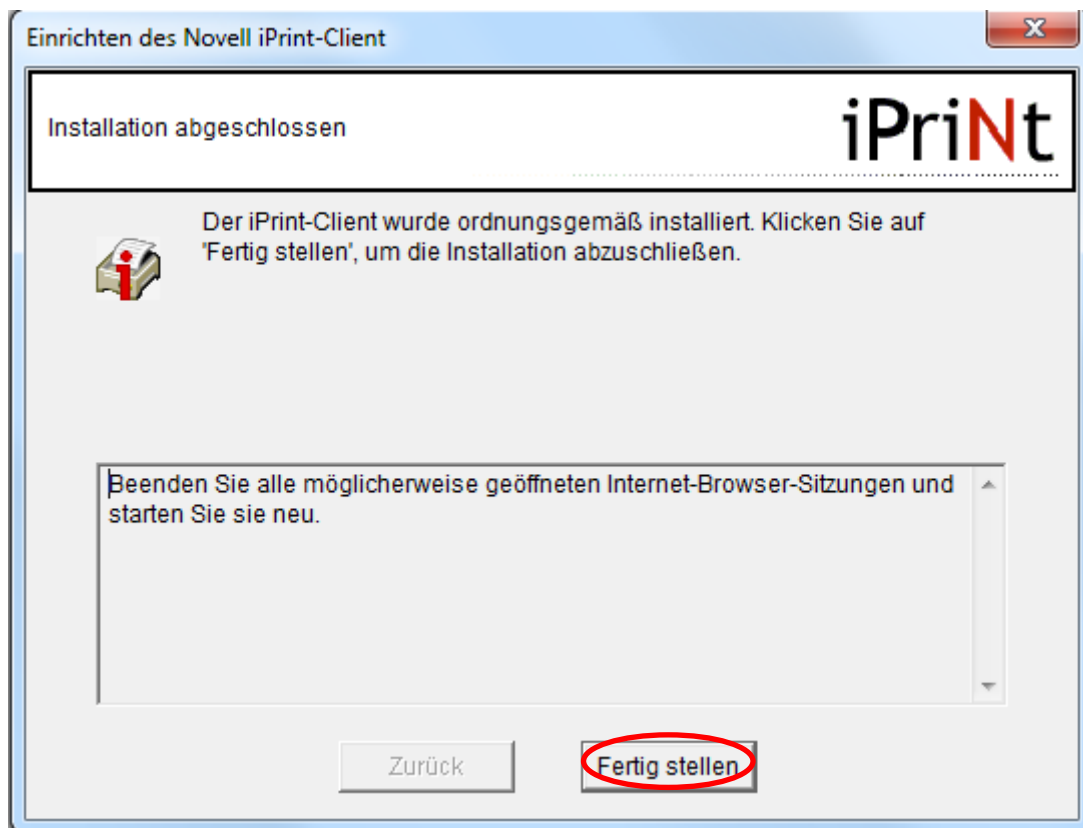 Einrichten des Novell iPrint-Client
Installation abgeschlossen
iPriNt
Der iPrint-Client wurde ordnungsgemäß installiert. Klicken Sie auf
'Fertig stellen', um die Installation abzuschließen.
Beenden Sie alle möglicherweise geöffneten Internet-Browser-Sitzungen und
starten Sie sie neu.
Zurück
Fertig stellen